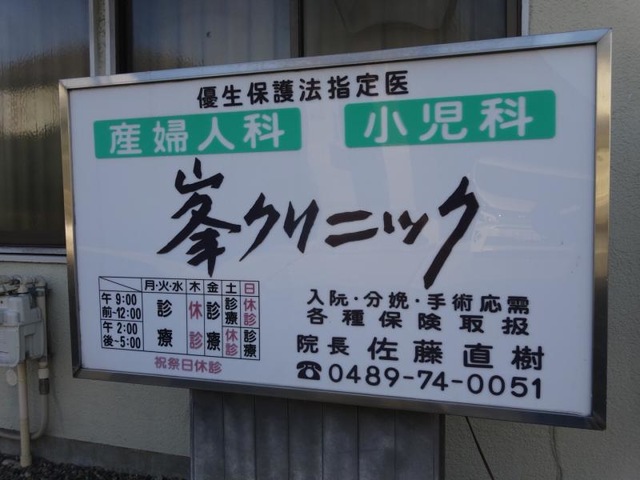 優生保護法指定医
産婦人科 小児科
峯クリニック
月・火・水 木 金 土 日
午前 9:00~12:00 診療 休診 診療 診療 休診
午後 2:00~5:00 休診 診療
祝祭日休診
入院・分娩・手術応需
各種保険取扱
院長 佐藤直樹
☎0489-74-0051